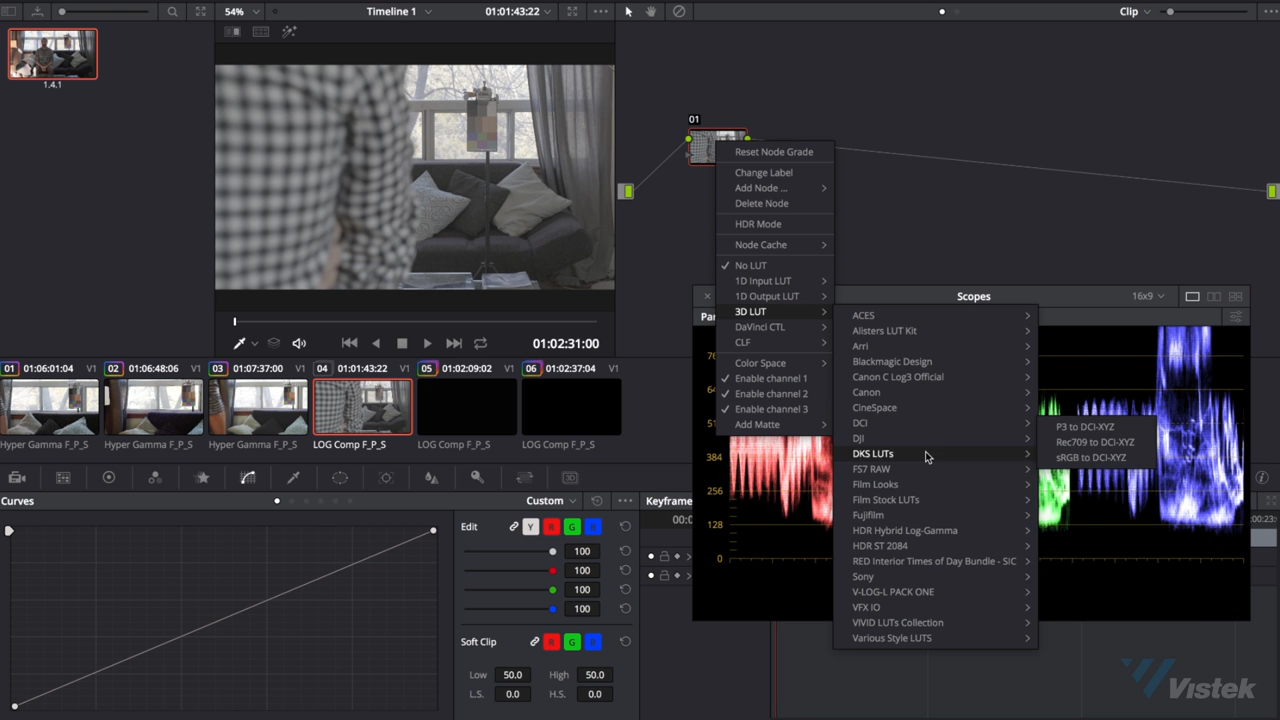 54%
Timeline 1
01:01:43:22
Clip
1.4.1
01
Reset Node Grade
Change Label
Add Node ...
Delete Node
HDR Mode
Node Cache
No LUT
1D Input LUT
1D Output LUT
3D LUT
DaVinci CTL
CLF
Color Space
Enable channel 1
Enable channel 2
Enable channel 3
Add Matte
Scopes
16x9
ACES
Alisters LUT Kit
Arri
Blackmagic Design
Canon C Log3 Official
Canon
CineSpace
DCI
DJI
DKS LUTs
FS7 RAW
Film Looks
Film Stock LUTs
Fujifilm
HDR Hybrid Log-Gamma
HDR ST 2084
RED Interior Times of Day Bundle - SIC
Sony
V-LOG-L PACK ONE
VFX IO
VIVID LUTs Collection
Various Style LUTS
P3 to DCI-XYZ
Rec709 to DCI-XYZ
sRGB to DCI-XYZ
384
256
128
0
01:02:31:00
01 01:06:01:04 V1
02 01:06:48:06 V1
03 01:07:37:00 V1
04 01:01:43:22 V1
05 01:02:09:02 V1
06 01:02:37:04 V1
Hyper Gamma F_P_S
Hyper Gamma F_P_S
Hyper Gamma F_P_S
LOG Comp F_P_S
LOG Comp F_P_S
LOG Comp F_P_S
Curves
Custom
Edit
Y R G B
100
100
100
100
Soft Clip
R G B
Low 50.0 High 50.0
L.S. 0.0 H.S. 0.0
Keyframe
Vistek